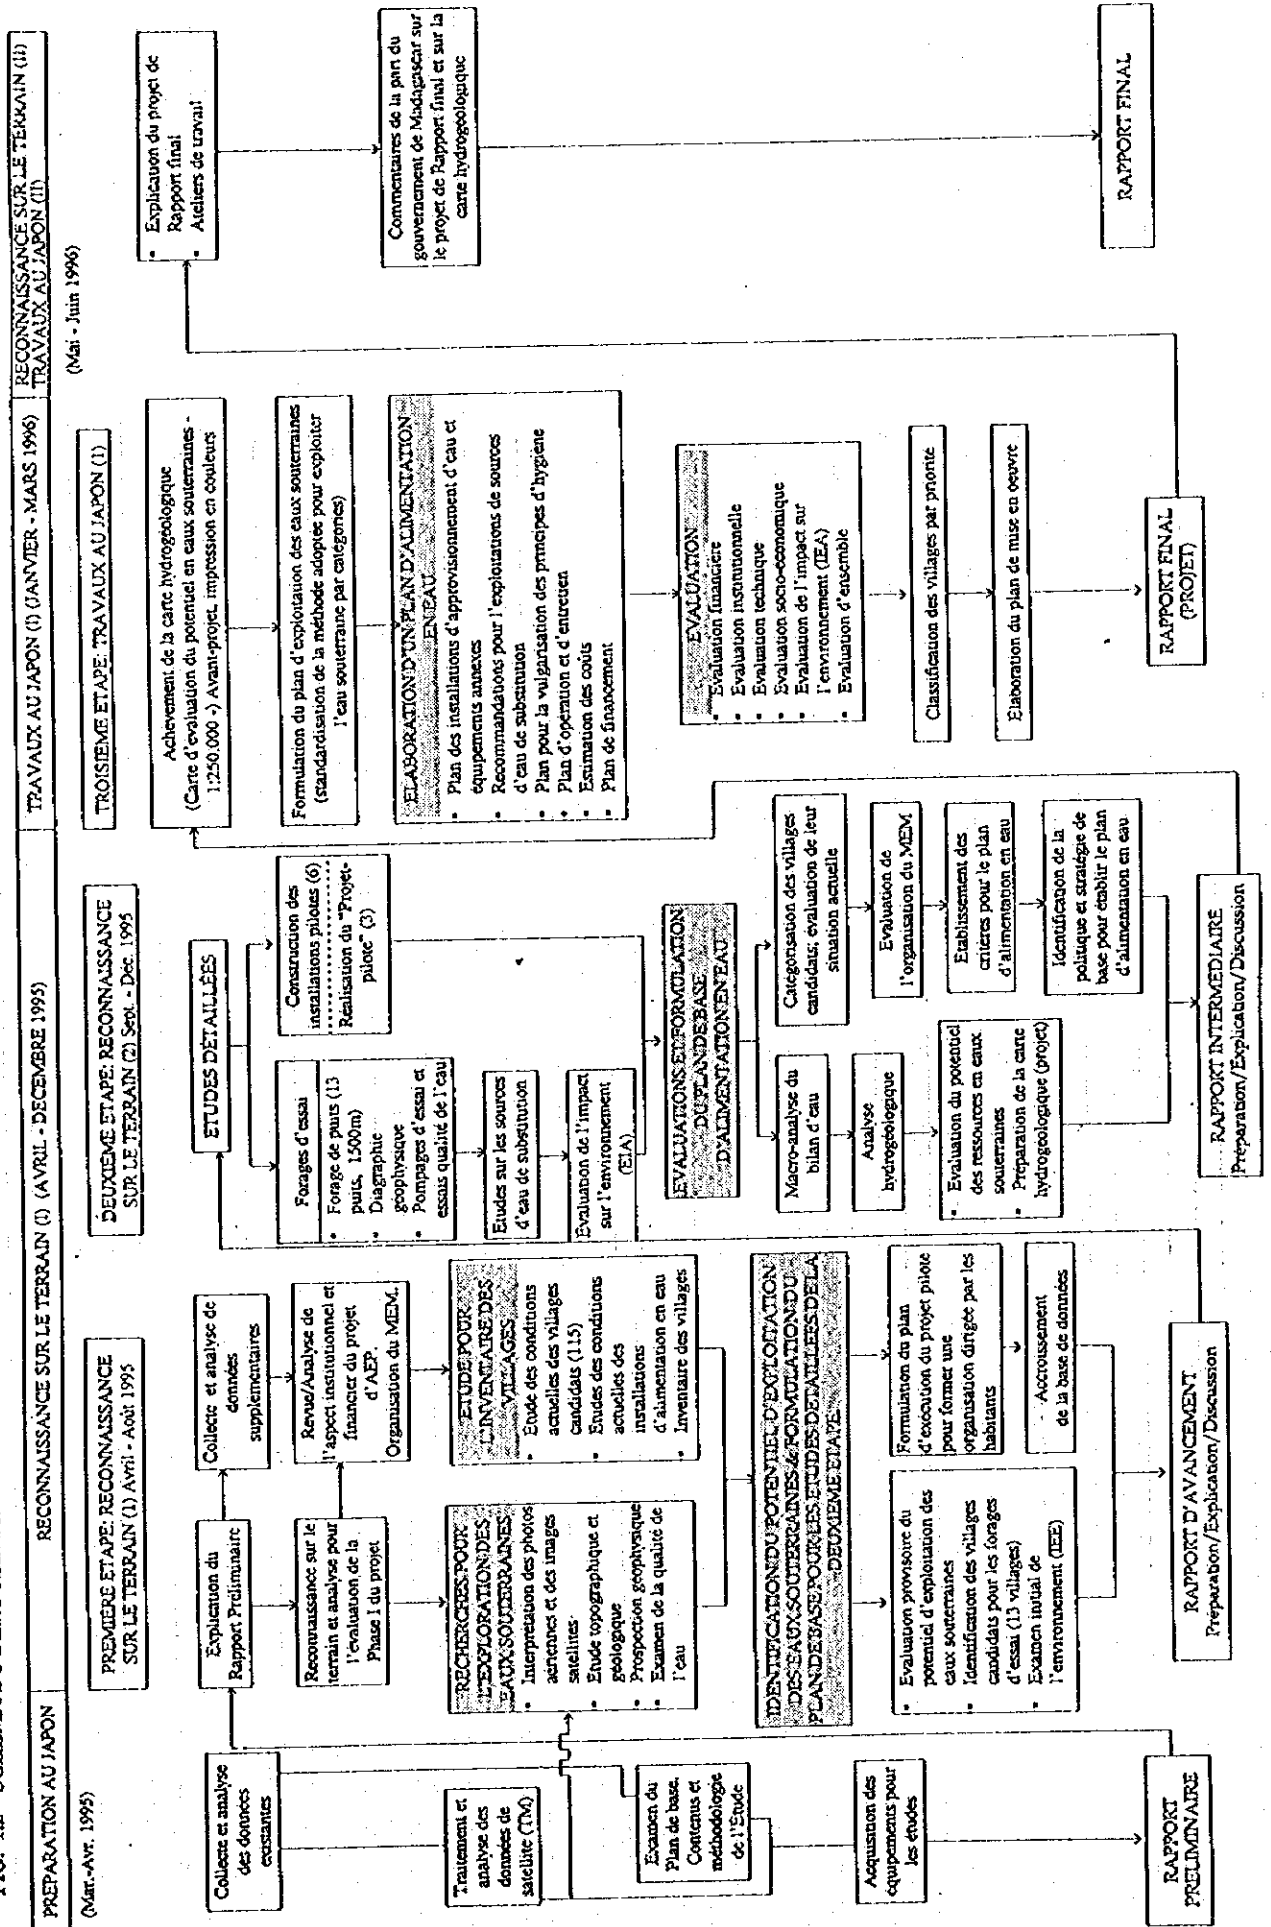 PREPARATION AU JAPON
(Mar.-Avr. 1995)
Collecte et analyse
des données
existantes
Traitement et
analyse des
données de
satellite (TM)
Examen du
Plan de base.
Contenus et
méthodologie
de l'Etude
Acquisition des
équipements pour
les études
RAPPORT
PRELIMINAIRE
RECONNAISSANCE SUR LE TERRAIN (1) (AVRIL - DECEMBRE 1995)
PREMIÈRE ETAPE: RECONNAISSANCE
SUR LE TERRAIN (1) Avril - Août 1995
Explication du
Rapport Préliminaire
Collecte et analyse de
données
supplémentaires
Reconnaissance sur le
terrain et analyse pour
l'évaluation de la
Phase I du projet
Revue/Analyse de
l'aspect institutionnel et
financier du projet
d'AEP.
Organisation du MEM.
RECHERCHES POUR
L'EXPLORATION DES
EAUX SOUTERRAINES
• Interprétation des photos
aériennes et des images
satellites
• Etude topographique et
géologique
• Prospection géophysique
• Examen de la qualité de
l'eau
ETUDE POUR
L'INVENTAIRE DES
VILLAGES
• Etude des conditions
actuelles des villages
candidats (115)
• Etudes des conditions
actuelles des
installations
d'alimentation en eau
• Inventaire des villages
IDENTIFICATION DU POTENTIEL D'EXPLOITATION
DES EAUX SOUTERRAINES & FORMULATION DU
PLAN DE BASE POUR LES ETUDES DETAILLEES DE LA
DEUXIEME ETAPE
• Evaluation provisoire du
potentiel d'exploitation des
eaux souterraines
• Identification des villages
candidats pour les forages
d'essai (13 villages)
• Examen initial de
l'environnement (IEE)
Formulation du plan
d'exécution du projet pilote
pour former une
organisation dirigée par les
habitants
Accroussement
de la base de données
RAPPORT D'AVANCEMENT
Préparation/Explication/Discussion
DEUXIÈME ETAPE: RECONNAISSANCE
SUR LE TERRAIN (2) Sept. - Déc. 1995
ETUDES DÉTAILLÉES
Forages d'essai
• Forage de puits (13
puits, 1500m)
• Diagraphie
géophysique
• Pompages d'essai et
essais qualité de l'eau
Construction des
installations pilotes (6)
Réalisation du "Projet-
pilote" (3)
Etudes sur les sources
d'eau de substitution
Evaluation de l'impact
sur l'environnement
(EIA)
EVALUATIONS ET FORMULATION
DU PLAN DE BASE
D'ALIMENTATION EN EAU
Macro-analyse du
bilan d'eau
Analyse
hydrogéologique
• Evaluation du potentiel
des ressources en eaux
souterraines
• Préparation de la carte
hydrogéologique (projet)
Catégorisation des villages
candidats; évaluation de leur
situation actuelle
Evaluation de
l'organisation du MEM
Etablissement des
critères pour le plan
d'alimentation en eau
Identification de la
politique et stratégie de
base pour établir le plan
d'alimentation en eau
RAPPORT INTERMÉDIAIRE
Préparation/Explication/Discussion
TRAVAUX AU JAPON (1) (JANVIER - MARS 1996)
TROISIEME ETAPE: TRAVAUX AU JAPON (1)
Achèvement de la carte hydrogéologique
(Carte d'évaluation du potentiel en eaux souterraines -
1:250.000 -) Avant-projet, impression en couleurs
Formulation du plan d'exploitaion des eaux souterraines
(standardisation de la méthode adoptée pour exploiter
l'eau souterraine par catégories)
ELABORATION D'UN PLAN D'ALIMENTATION
EN EAU
• Plan des installations d'approvisionnement d'eau et
équipements annexes
• Recommandations pour l'exploitations de sources
d'eau de substitution
• Plan pour la vulgarisation des principes d'hygiène
• Plan d'opération et d'entretien
• Estimation des coûts
• Plan de financement
EVALUATION
• Evaluation financière
• Evaluation institutionnelle
• Evaluation technique
• Evaluation socio-économique
• Evaluation de l'impact sur
l'environnement (IEA)
• Evaluation d'ensemble
Classification des villages par priorité
Élaboration du plan de mise en oeuvre
RAPPORT FINAL
(PROJET)
RECONNAISSANCE SUR LE TERRAIN (II)
TRAVAUX AU JAPON (II)
(Mai - Juin 1996)
• Explication du projet de
Rapport final
• Ateliers de travail
Commentaires de la part du
gouvernement de Madagascar sur
le projet de Rapport final et sur la
carte hydrogéologique
RAPPORT FINAL